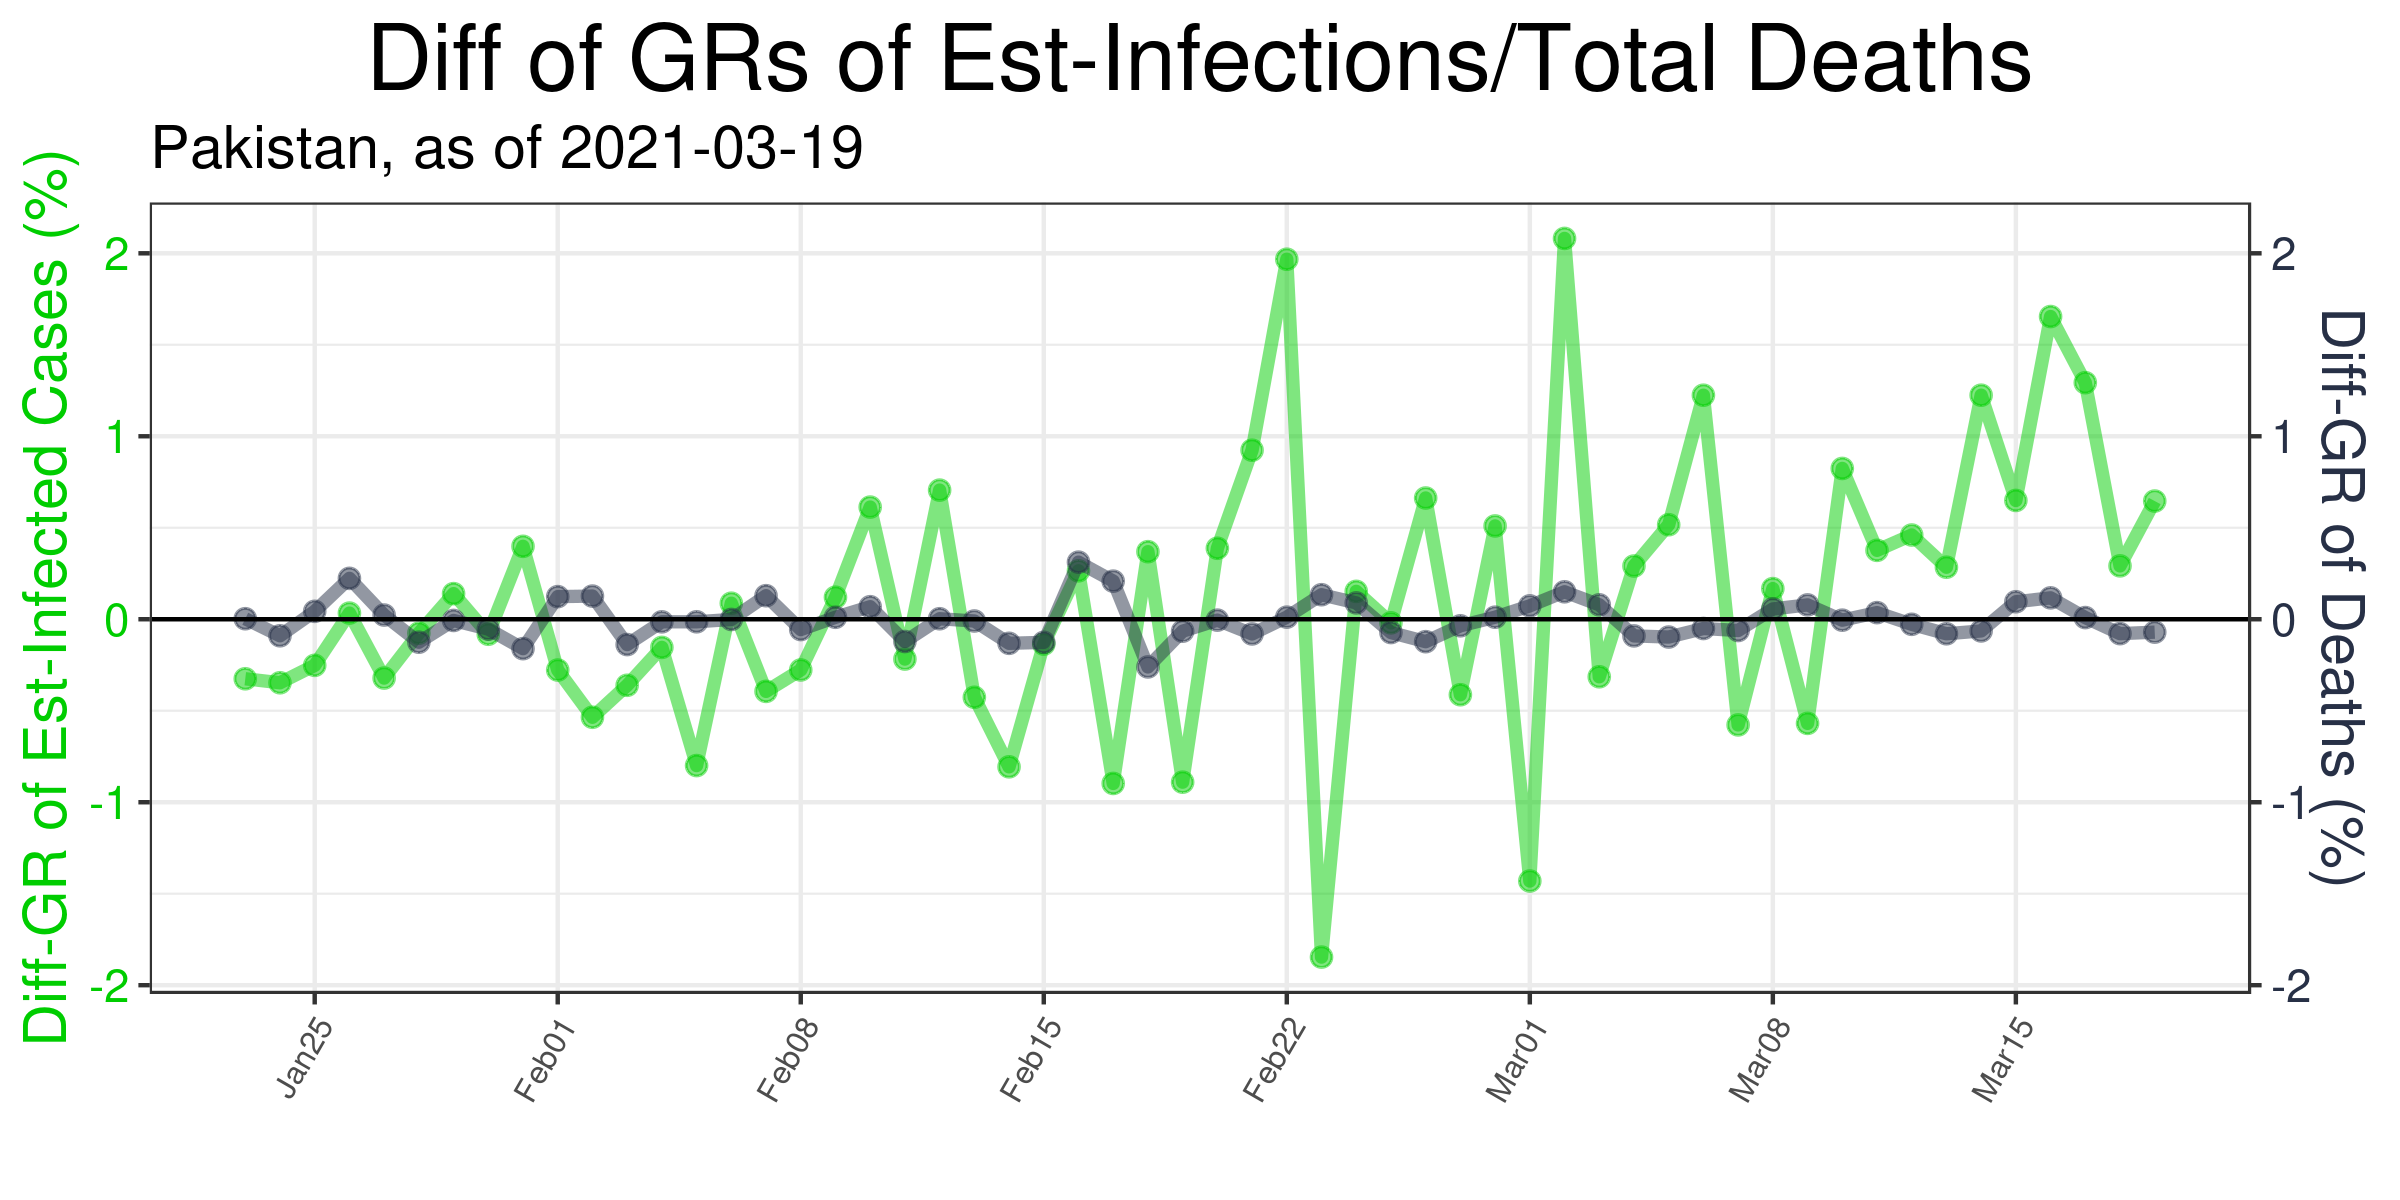 Diff of GRs of Est-Infections/Total Deaths
Pakistan, as of 2021-03-19
Diff-GR of Est-Infected Cases (%)
2
1
0
-1
-2
2
1
0
-1
-2
Diff-GR of Deaths (%)
Jan25
Feb01
Feb08
Feb15
Feb22
Mar01
Mar08
Mar15